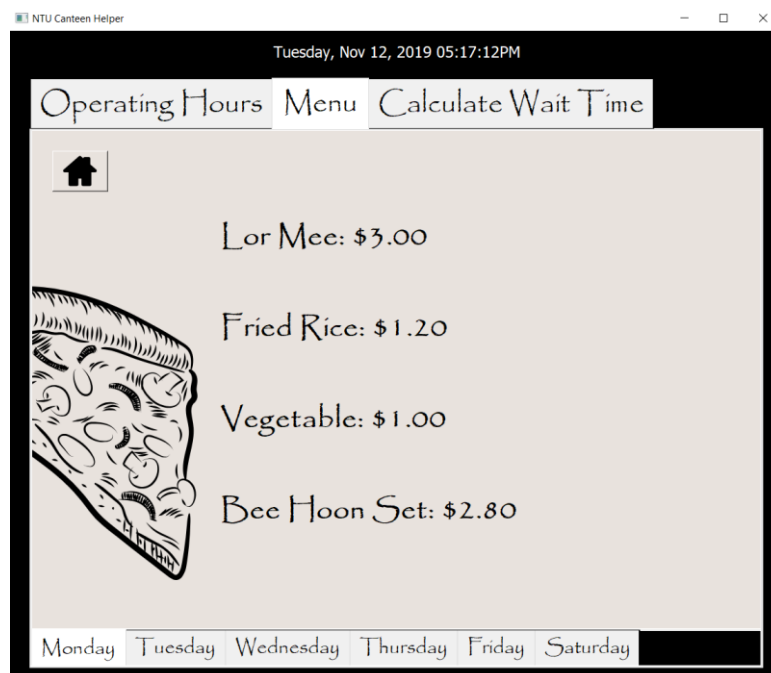 NTU Canteen Helper
Tuesday, Nov 12, 2019 05:17:12PM
Operating Hours Menu Calculate Wait Time
Lor Mee: $3.00
Fried Rice: $1.20
Vegetable: $1.00
Bee Hoon Set: $2.80
Monday Tuesday Wednesday Thursday Friday Saturday